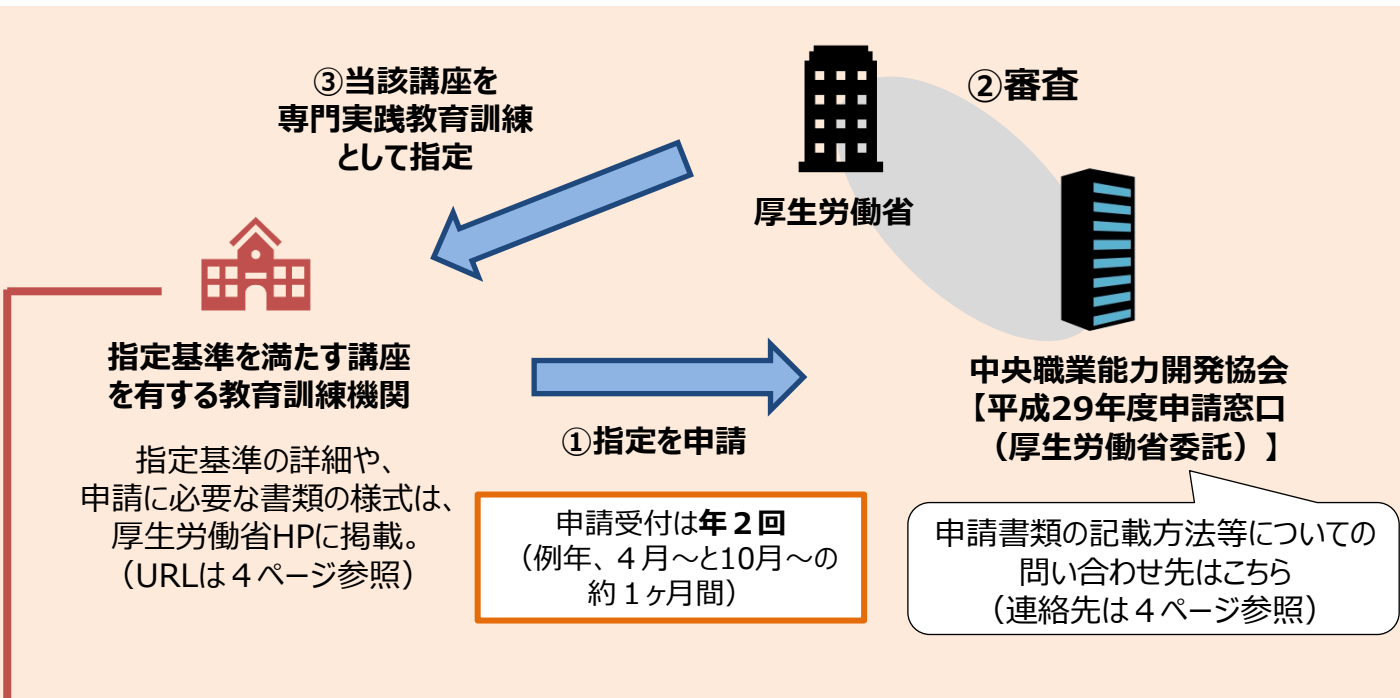 ③当該講座を
専門実践教育訓練
として指定
②審査
厚生労働省
指定基準を満たす講座
を有する教育訓練機関
指定基準の詳細や、
申請に必要な書類の様式は、
厚生労働省HPに掲載。
（URLは４ページ参照）
①指定を申請
申請受付は年２回
（例年、４月～と10月～の
約１ヶ月間）
中央職業能力開発協会
【平成29年度申請窓口
（厚生労働省委託）】
申請書類の記載方法等についての
問い合わせ先はこちら
（連絡先は４ページ参照）